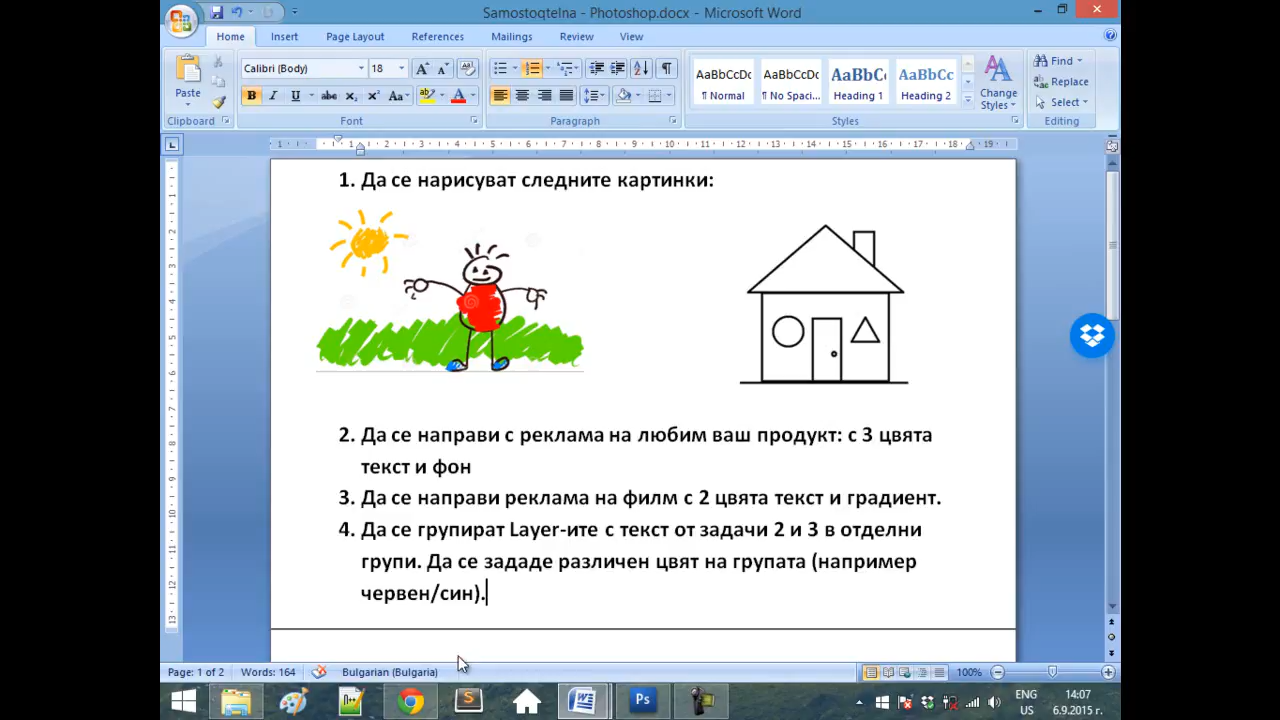 Samostoqtelna - Photoshop.docx - Microsoft Word
Home Insert Page Layout References Mailings Review View
Calibri (Body) 18
AaBbCcDc AaBbCcDc AaBbC AaBbCc
Paste
¶ Normal ¶ No Spaci... Heading 1 Heading 2
Change Styles
Find
Replace
Select
Clipboard Font Paragraph Styles Editing
1. Да се нарисуват следните картинки:
2. Да се направи с реклама на любим ваш продукт: с 3 цвята
текст и фон
3. Да се направи реклама на филм с 2 цвята текст и градиент.
4. Да се групират Layer-ите с текст от задачи 2 и 3 в отделни
групи. Да се зададе различен цвят на групата (например
червен/син).
Page: 1 of 2 Words: 164 Bulgarian (Bulgaria) 100%
ENG 14:07
US 6.9.2015 г.